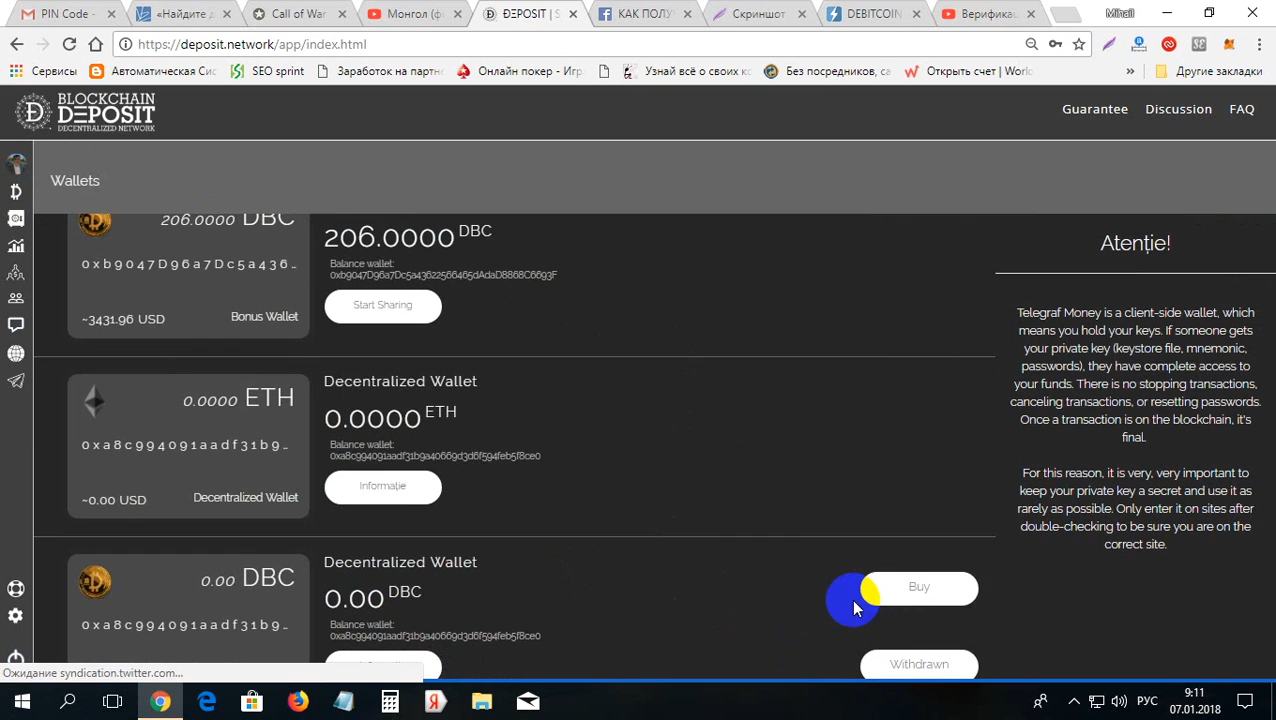 PIN Code -
«Найдите д
Call of War
Монгол (ф
ĐΞPOSIT | S
КАК ПОЛУ
Скриншот
DEBITCOIN
Верификац
Mihail
https://deposit.network/app/index.html
Сервисы
Автоматическая Сис
SEO sprint
Заработок на партне
Онлайн покер - Игр
Узнай всё о своих ко
Без посредников, са
Открыть счет | Work
»
Другие закладки
BLOCKCHAIN
DΞPOSIT
DECENTRALIZED NETWORK
Guarantee
Discussion
FAQ
Wallets
206.0000 DBC
0xb9047D96a7Dc5a436...
~3431.96 USD
Bonus Wallet
206.0000 DBC
Balance wallet:
0xb9047D96a7Dc5a43622566465dAdaD8868C6693F
Start Sharing
0.0000 ETH
0xa8c994091aadf31b9...
~0.00 USD
Decentralized Wallet
Decentralized Wallet
0.0000 ETH
Balance wallet:
0xa8c994091aadf31b9a40669d3d6f594feb5f8ce0
Informație
0.00 DBC
0xa8c994091aadf31b9...
Decentralized Wallet
0.00 DBC
Balance wallet:
0xa8c994091aadf31b9a40669d3d6f594feb5f8ce0
Buy
Withdrawn
Atenție!
Telegraf Money is a client-side wallet, which
means you hold your keys. If someone gets
your private key (keystore file, mnemonic,
passwords), they have complete access to
your funds. There is no stopping transactions,
canceling transactions, or resetting passwords.
Once a transaction is on the blockchain, it's
final.
For this reason, it is very, very important to
keep your private key a secret and use it as
rarely as possible. Only enter it on sites after
double-checking to be sure you are on the
correct site.
Ожидание syndication.twitter.com...
РУС
9:11
07.01.2018